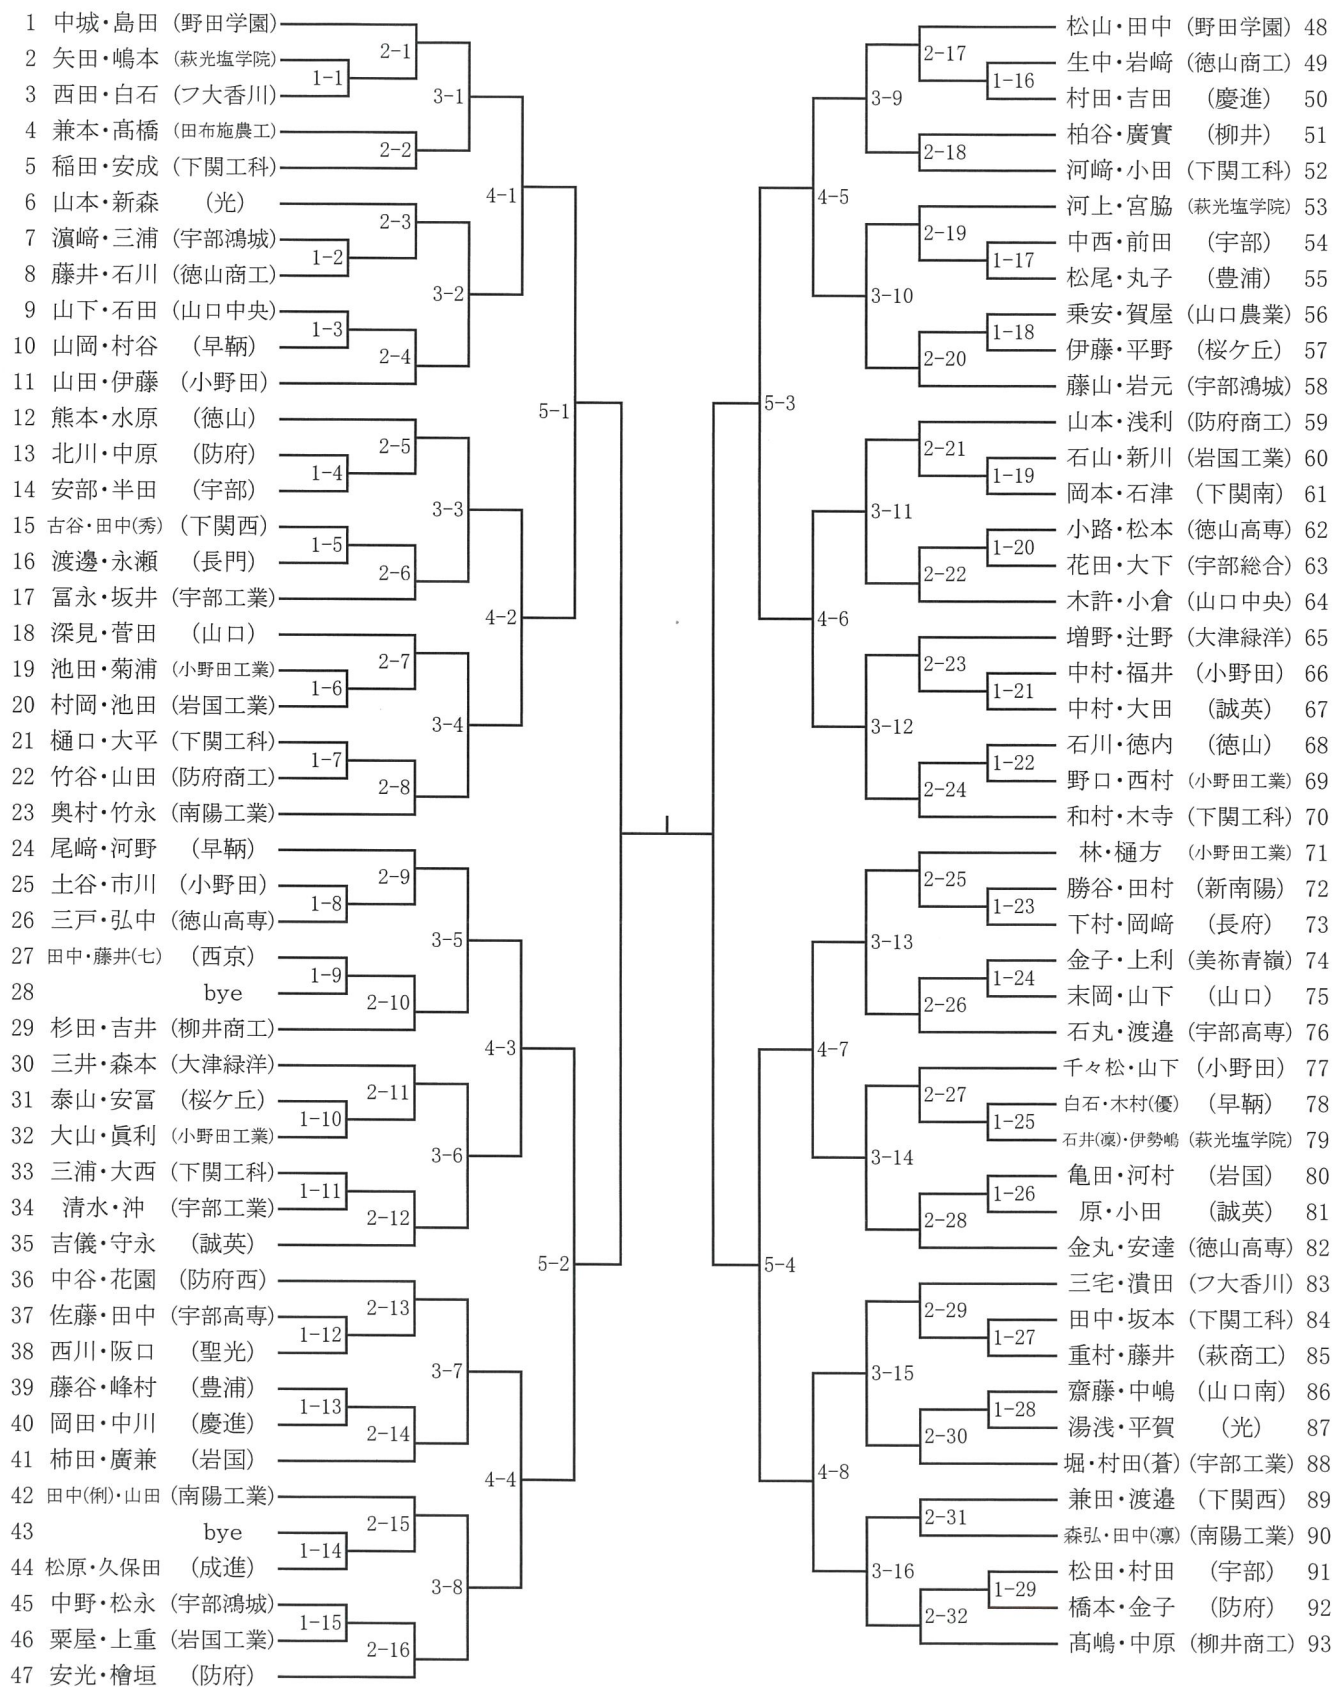 1 中城・島田 (野田学園)
2 矢田・嶋本 (萩光塩学院)
3 西田・白石 (フ大香川)
4 兼本・髙橋 (田布施農工)
5 稲田・安成 (下関工科)
6 山本・新森 (光)
7 濵﨑・三浦 (宇部鴻城)
8 藤井・石川 (徳山商工)
9 山下・石田 (山口中央)
10 山岡・村谷 (早鞆)
11 山田・伊藤 (小野田)
12 熊本・水原 (徳山)
13 北川・中原 (防府)
14 安部・半田 (宇部)
15 古谷・田中(秀) (下関西)
16 渡邊・永瀬 (長門)
17 冨永・坂井 (宇部工業)
18 深見・菅田 (山口)
19 池田・菊浦 (小野田工業)
20 村岡・池田 (岩国工業)
21 樋口・大平 (下関工科)
22 竹谷・山田 (防府商工)
23 奥村・竹永 (南陽工業)
24 尾﨑・河野 (早鞆)
25 土谷・市川 (小野田)
26 三戸・弘中 (徳山高専)
27 田中・藤井(七) (西京)
28 bye
29 杉田・吉井 (柳井商工)
30 三井・森本 (大津緑洋)
31 泰山・安冨 (桜ケ丘)
32 大山・眞利 (小野田工業)
33 三浦・大西 (下関工科)
34 清水・沖 (宇部工業)
35 吉儀・守永 (誠英)
36 中谷・花園 (防府西)
37 佐藤・田中 (宇部高専)
38 西川・阪口 (聖光)
39 藤谷・峰村 (豊浦)
40 岡田・中川 (慶進)
41 柿田・廣兼 (岩国)
42 田中(俐)・山田 (南陽工業)
43 bye
44 松原・久保田 (成進)
45 中野・松永 (宇部鴻城)
46 粟屋・上重 (岩国工業)
47 安光・檜垣 (防府)
1-1
1-2
1-3
1-4
1-5
1-6
1-7
1-8
1-9
1-10
1-11
1-12
1-13
1-14
1-15
2-1
2-2
2-3
2-4
2-5
2-6
2-7
2-8
2-9
2-10
2-11
2-12
2-13
2-14
2-15
2-16
3-1
3-2
3-3
3-4
3-5
3-6
3-7
3-8
4-1
4-2
4-3
4-4
5-1
5-2
5-3
5-4
4-5
4-6
4-7
4-8
3-9
3-10
3-11
3-12
3-13
3-14
3-15
3-16
2-17
2-18
2-19
2-20
2-21
2-22
2-23
2-24
2-25
2-26
2-27
2-28
2-29
2-30
2-31
2-32
1-16
1-17
1-18
1-19
1-20
1-21
1-22
1-23
1-24
1-25
1-26
1-27
1-28
1-29
松山・田中 (野田学園) 48
生中・岩﨑 (徳山商工) 49
村田・吉田 (慶進) 50
柏谷・廣實 (柳井) 51
河﨑・小田 (下関工科) 52
河上・宮脇 (萩光塩学院) 53
中西・前田 (宇部) 54
松尾・丸子 (豊浦) 55
乗安・賀屋 (山口農業) 56
伊藤・平野 (桜ケ丘) 57
藤山・岩元 (宇部鴻城) 58
山本・浅利 (防府商工) 59
石山・新川 (岩国工業) 60
岡本・石津 (下関南) 61
小路・松本 (徳山高専) 62
花田・大下 (宇部総合) 63
木許・小倉 (山口中央) 64
増野・辻野 (大津緑洋) 65
中村・福井 (小野田) 66
中村・大田 (誠英) 67
石川・徳内 (徳山) 68
野口・西村 (小野田工業) 69
和村・木寺 (下関工科) 70
林・樋方 (小野田工業) 71
勝谷・田村 (新南陽) 72
下村・岡﨑 (長府) 73
金子・上利 (美祢青嶺) 74
末岡・山下 (山口) 75
石丸・渡邉 (宇部高専) 76
千々松・山下 (小野田) 77
白石・木村(優) (早鞆) 78
石井(凜)・伊勢嶋 (萩光塩学院) 79
亀田・河村 (岩国) 80
原・小田 (誠英) 81
金丸・安達 (徳山高専) 82
三宅・濆田 (フ大香川) 83
田中・坂本 (下関工科) 84
重村・藤井 (萩商工) 85
齋藤・中嶋 (山口南) 86
湯浅・平賀 (光) 87
堀・村田(蒼) (宇部工業) 88
兼田・渡邉 (下関西) 89
森弘・田中(凛) (南陽工業) 90
松田・村田 (宇部) 91
橋本・金子 (防府) 92
髙嶋・中原 (柳井商工) 93